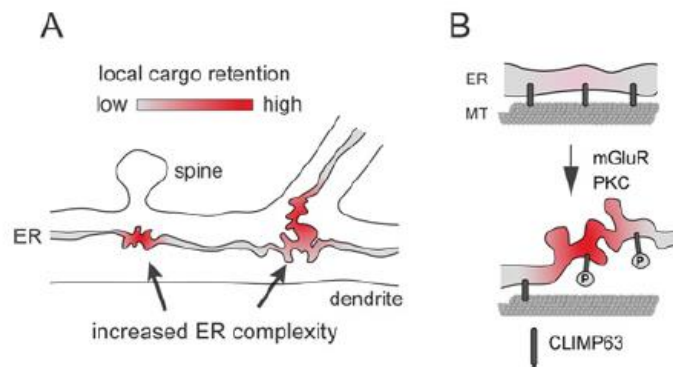 A
local cargo retention
low high
spine
ER
dendrite
increased ER complexity
B
ER
MT
mGluR
PKC
P
P
CLIMP63